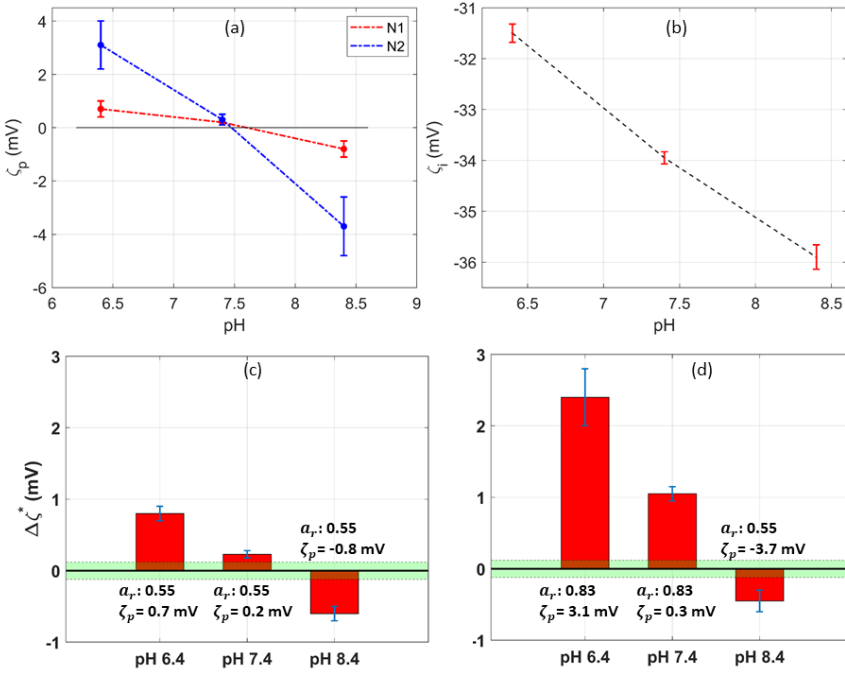 (a)
N1
N2
4
2
0
-2
-4
-6
6
6.5
7
7.5
8
8.5
9
ζp (mV)
pH
(b)
-31
-32
-33
-34
-35
-36
6.5
7
7.5
8
8.5
ζi (mV)
pH
(c)
3
2
1
0
-1
Δζ* (mV)
ar: 0.55
ζp= -0.8 mV
ar: 0.55
ζp= 0.7 mV
ar: 0.55
ζp= 0.2 mV
pH 6.4
pH 7.4
pH 8.4
(d)
3
2
1
0
-1
ar: 0.55
ζp= -3.7 mV
ar: 0.83
ζp= 3.1 mV
ar: 0.83
ζp= 0.3 mV
pH 6.4
pH 7.4
pH 8.4